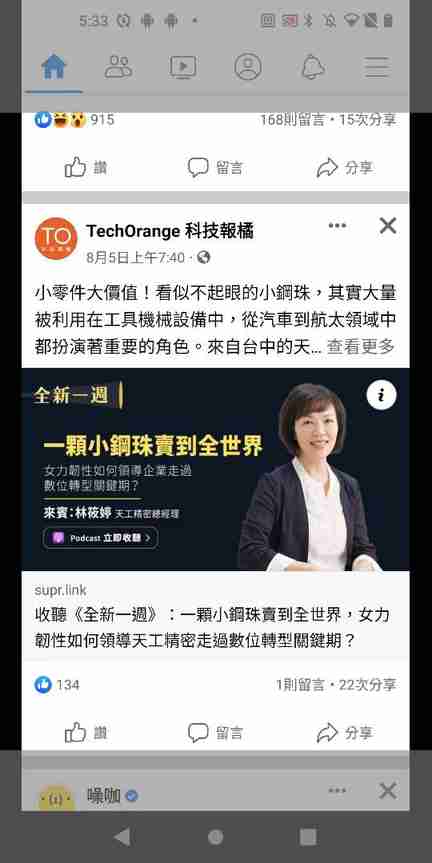 5:33
915
168則留言・15次分享
讚
留言
分享
TO
TechOrange 科技報橘
8月5日上午7:40
小零件大價值！看似不起眼的小鋼珠，其實大量
被利用在工具機械設備中，從汽車到航太領域中
都扮演著重要的角色。來自台中的天... 查看更多
全新一週
i
一顆小鋼珠賣到全世界
女力韌性如何領導企業走過
數位轉型關鍵期？
來賓：林莜婷 天工精密總經理
Podcast 立即收聽 >
supr.link
收聽《全新一週》：一顆小鋼珠賣到全世界，女力
韌性如何領導天工精密走過數位轉型關鍵期？
134
1則留言・22次分享
讚
留言
分享
噪咖